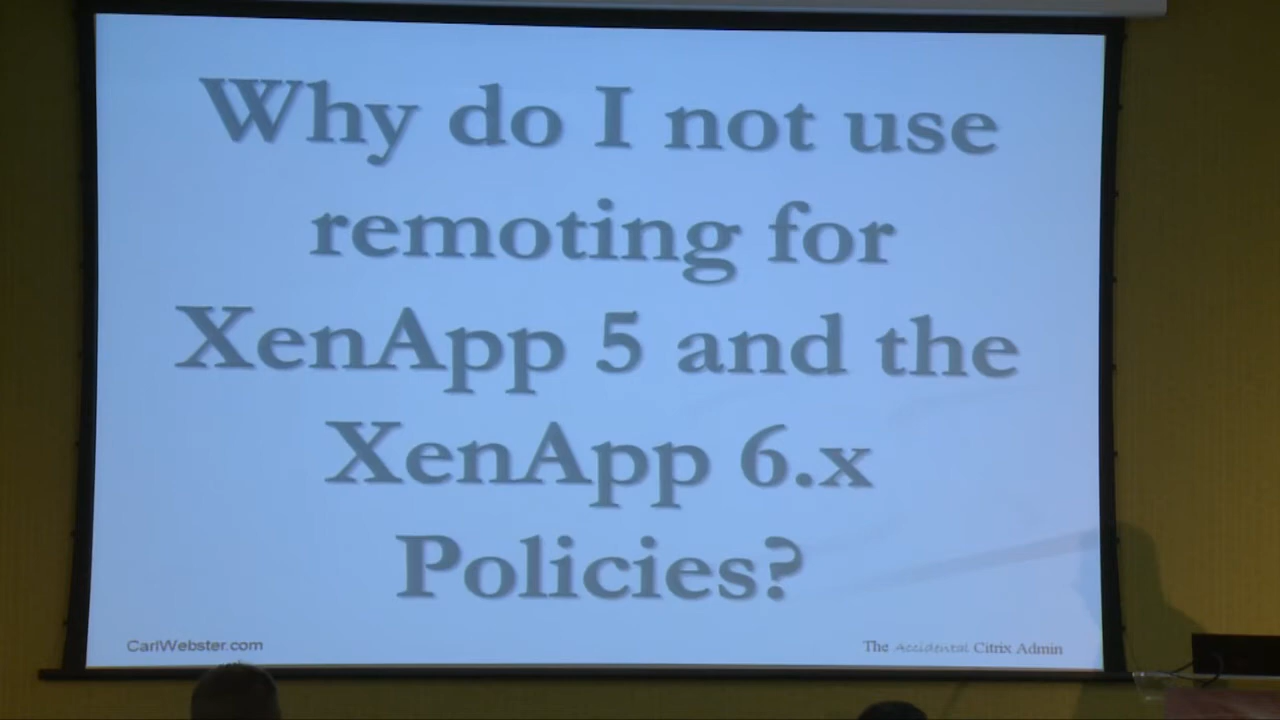 Why do I not use
remoting for
XenApp 5 and the
XenApp 6.x
Policies?
CarlWebster.com
The Accidental Citrix Admin